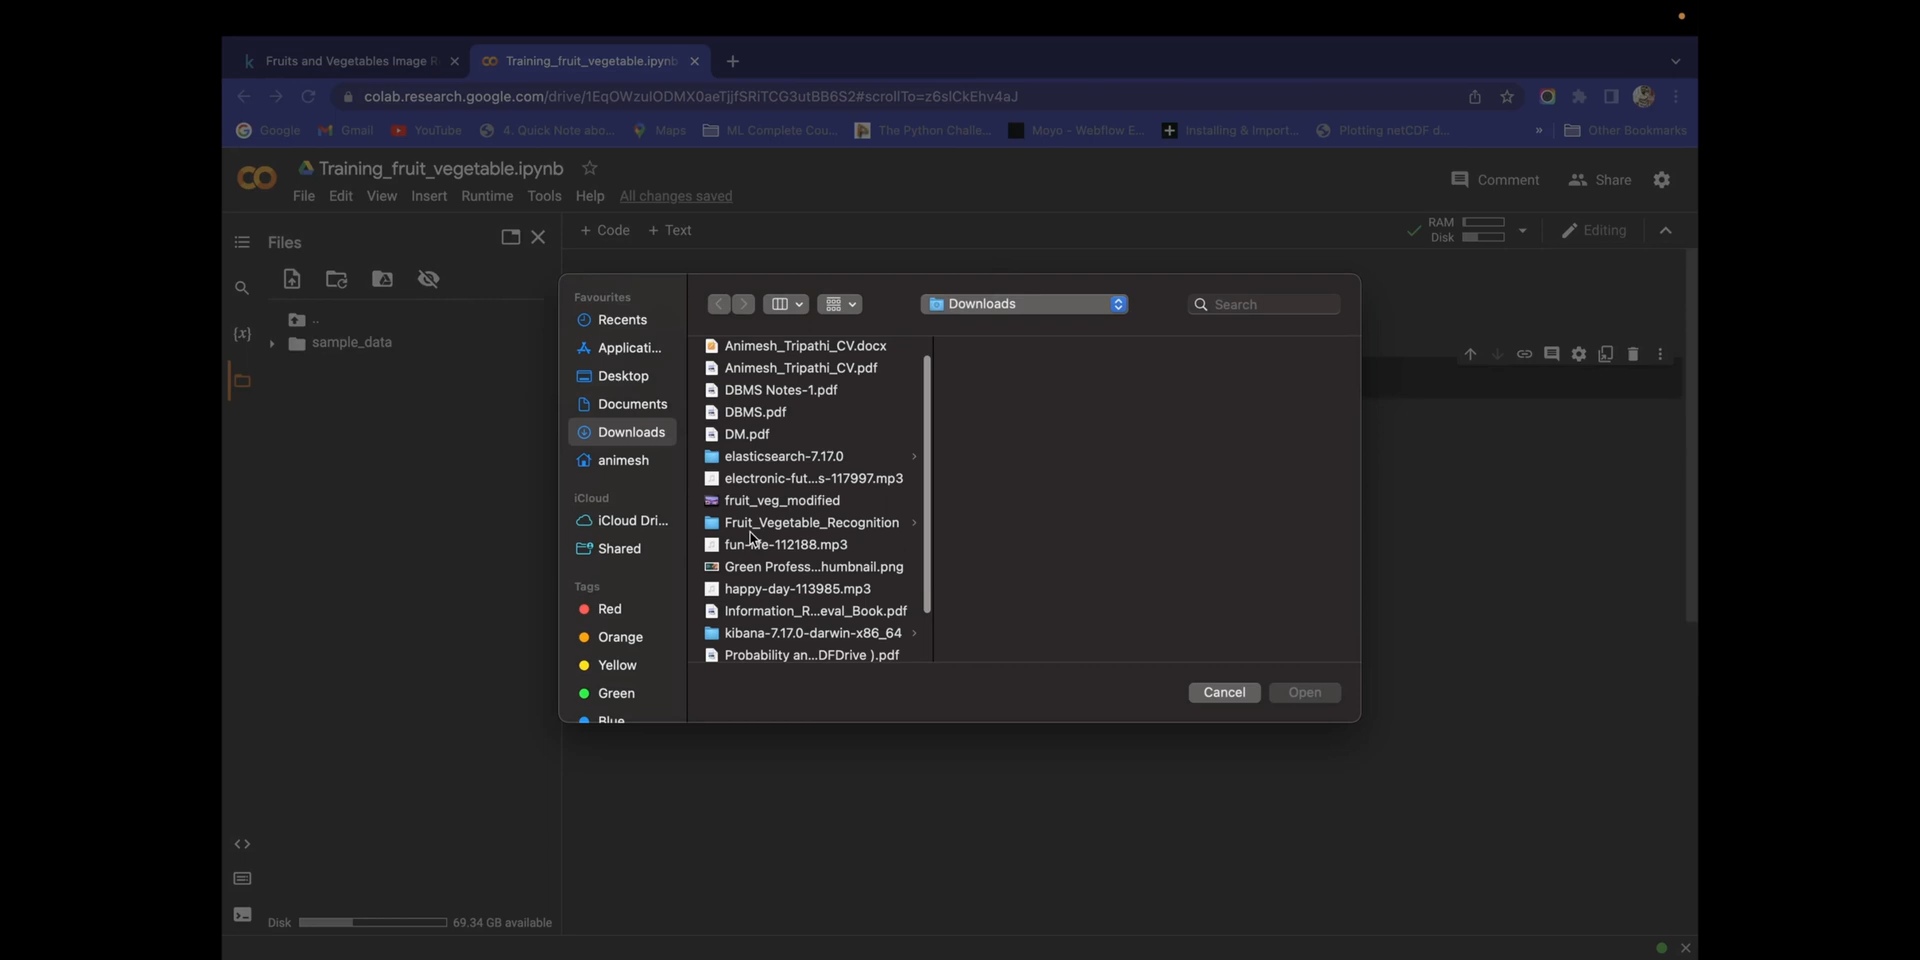 Fruits and Vegetables Image R
Training_fruit_vegetable.ipynb
colab.research.google.com/drive/1EqOWzulODMX0aeTjjfSRiTCG3utBB6S2#scrollTo=z6slCkEhv4aJ
Google
Gmail
YouTube
4. Quick Note abo...
Maps
ML Complete Cou...
The Python Challe...
Moyo - Webflow E...
Installing & Import...
Plotting netCDF d...
»
Other Bookmarks
Training_fruit_vegetable.ipynb
Comment
Share
File Edit View Insert Runtime Tools Help All changes saved
Files
+ Code + Text
RAM
Disk
Editing
..
sample_data
Favourites
Recents
Applicati...
Desktop
Documents
Downloads
animesh
iCloud
iCloud Dri...
Shared
Tags
Red
Orange
Yellow
Green
Blue
Downloads
Search
Animesh_Tripathi_CV.docx
Animesh_Tripathi_CV.pdf
DBMS Notes-1.pdf
DBMS.pdf
DM.pdf
elasticsearch-7.17.0
electronic-fut...s-117997.mp3
fruit_veg_modified
Fruit_Vegetable_Recognition
fun-life-112188.mp3
Green Profess...humbnail.png
happy-day-113985.mp3
Information_R...eval_Book.pdf
kibana-7.17.0-darwin-x86_64
Probability an...DFDrive ).pdf
Cancel
Open
Disk
69.34 GB available